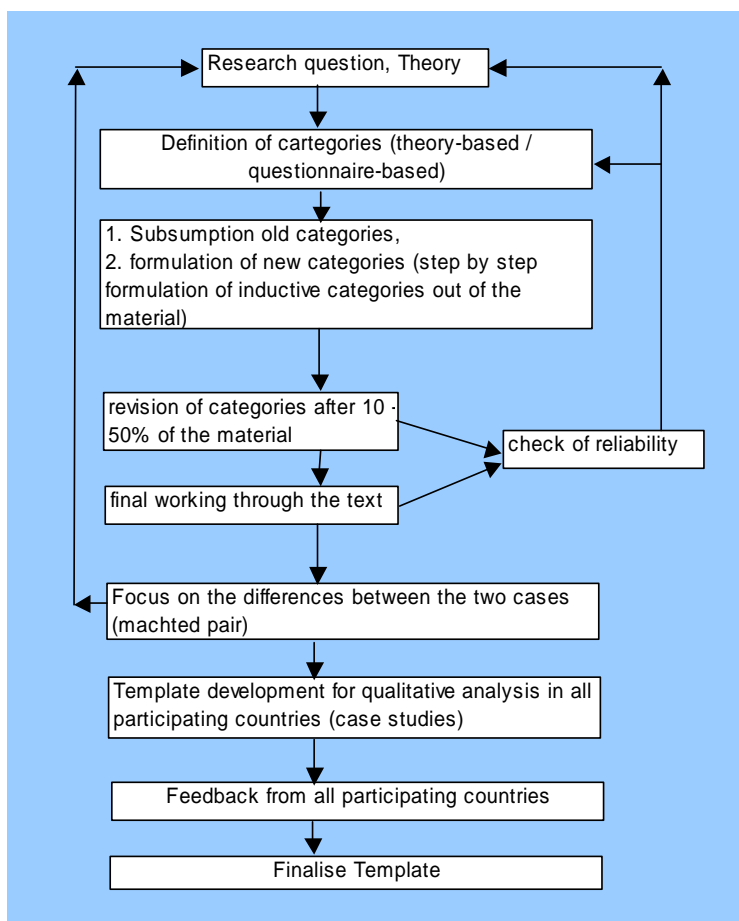 Research question, Theory
Definition of cartegories (theory-based /
questionnaire-based)
1. Subsumption old categories,
2. formulation of new categories (step by step
formulation of inductive categories out of the
material)
revision of categories after 10 -
50% of the material
check of reliability
final working through the text
Focus on the differences between the two cases
(machted pair)
Template development for qualitative analysis in all
participating countries (case studies)
Feedback from all participating countries
Finalise Template